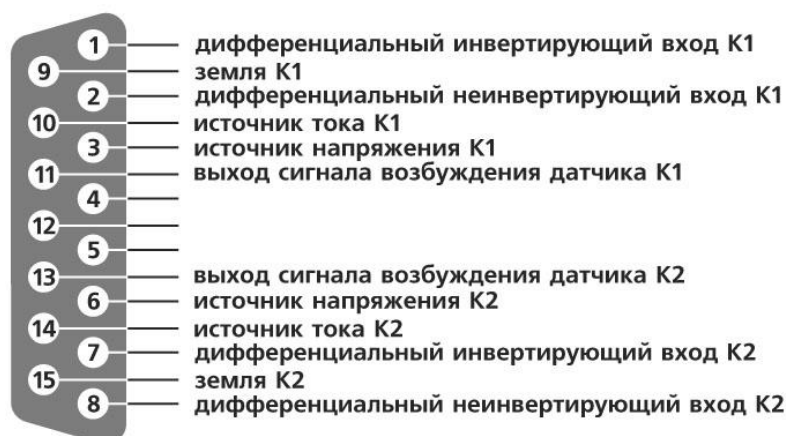 1 дифференциальный инвертирующий вход К1
9 земля К1
2 дифференциальный неинвертирующий вход К1
10 источник тока К1
3 источник напряжения К1
11 выход сигнала возбуждения датчика К1
4
12
5
13 выход сигнала возбуждения датчика К2
6 источник напряжения К2
14 источник тока К2
7 дифференциальный инвертирующий вход К2
15 земля К2
8 дифференциальный неинвертирующий вход К2